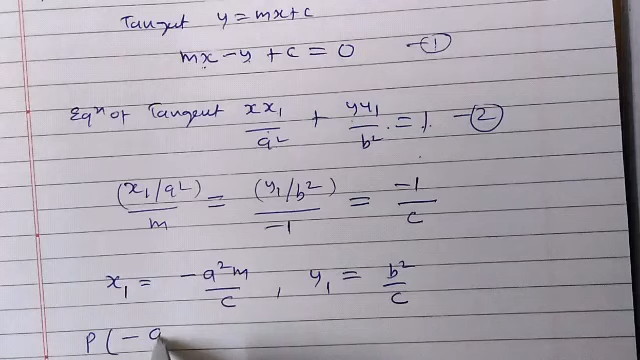 Tangent y = mx + c
mx - y + c = 0 —①
Eqⁿ of Tangent xx₁/a² + yy₁/b² = 1. —②
(x₁/a²)/m = (y₁/b²)/-1 = -1/c
x₁ = -a²m/c , y₁ = b²/c
P ( - a